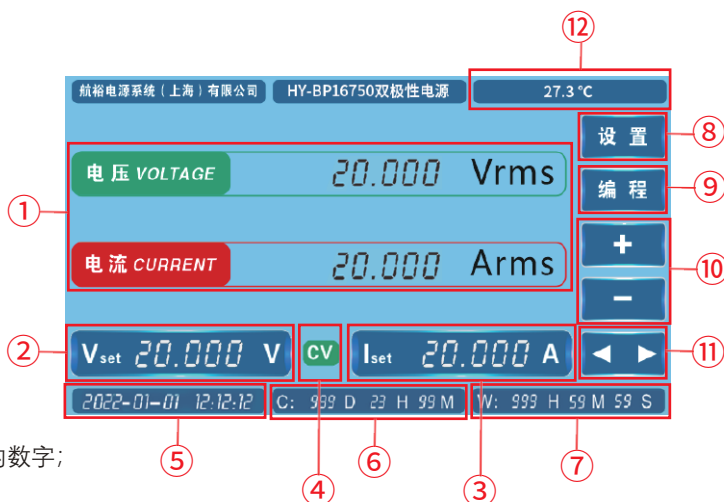 ⑫
航裕电源系统（上海）有限公司 HY-BP16750双极性电源 27.3℃
设 置 ⑧
电 压 VOLTAGE 20.000 Vrms
编 程 ⑨
①
+
电 流 CURRENT 20.000 Arms
− ⑩
② Vset 20.000 V CV Iset 20.000 A ◀ ▶ ⑪
2022-01-01 12:12:12 C: 999 D 23 H 99 M W: 999 H 59 M 59 S
的数字；
⑤ ④ ⑥ ③ ⑦